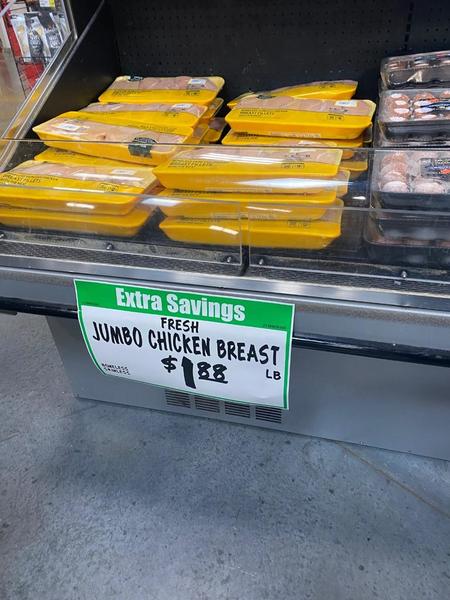 Extra Savings
FRESH
JUMBO CHICKEN BREAST
$1.88
LB
BONELESS
SKINLESS